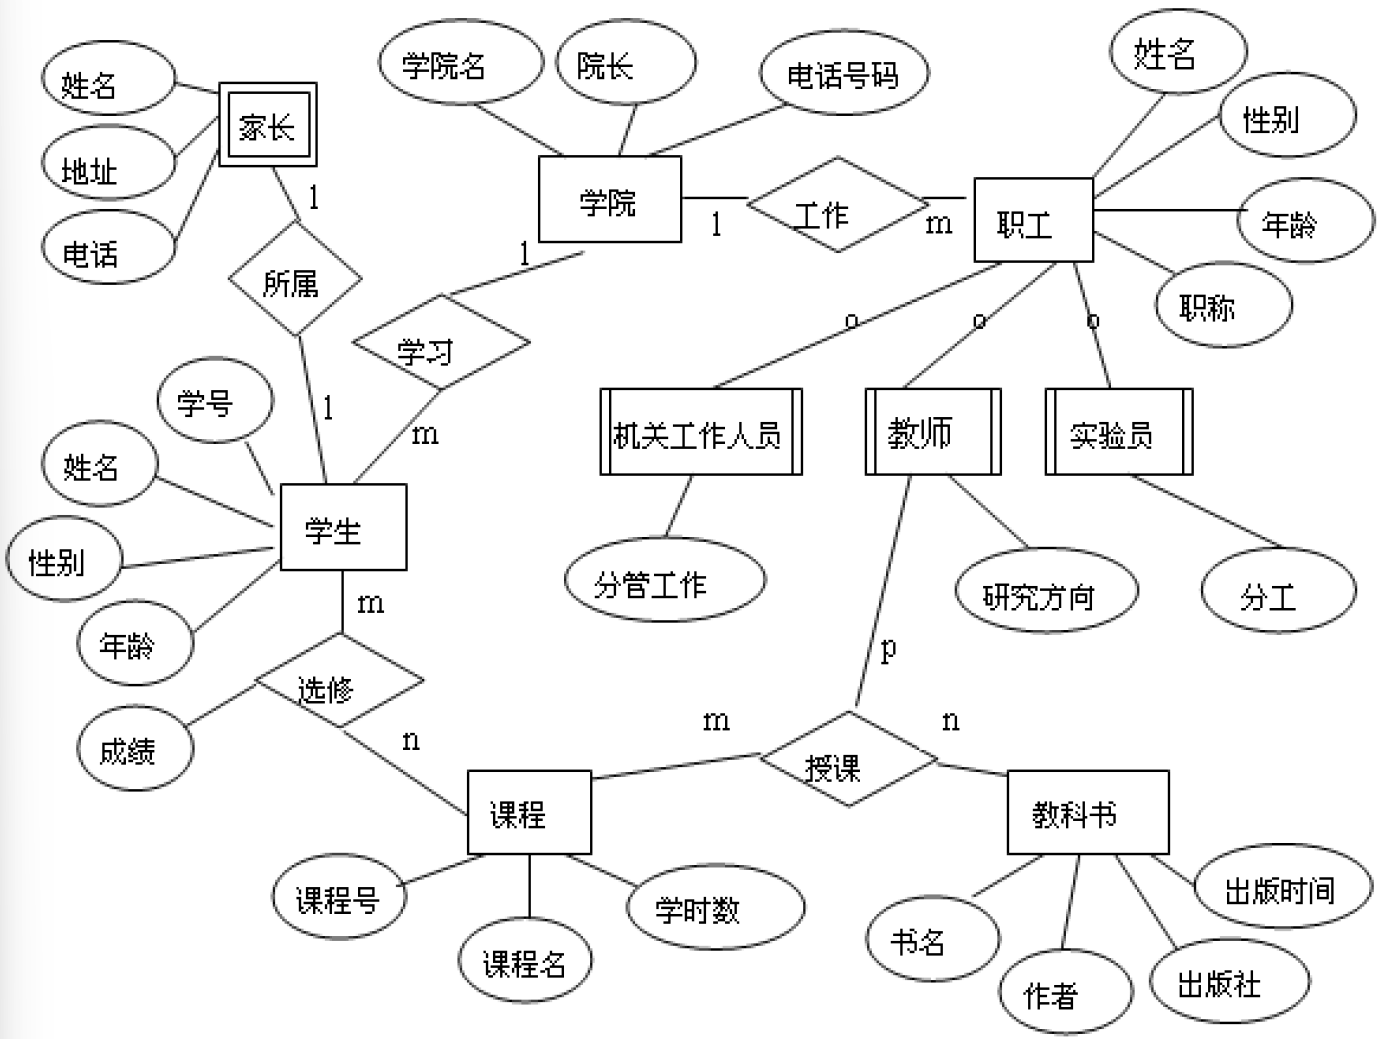 姓名
学院名
院长
姓名
电话号码
性别
家长
地址
1
学院
工作
职工
年龄
1
m
电话
1
所属
职称
学习
o
o
o
学号
1
m
机关工作人员
教师
实验员
姓名
学生
性别
分管工作
研究方向
分工
m
年龄
p
选修
m
n
n
成绩
授课
课程
教科书
课程号
学时数
出版时间
书名
课程名
出版社
作者